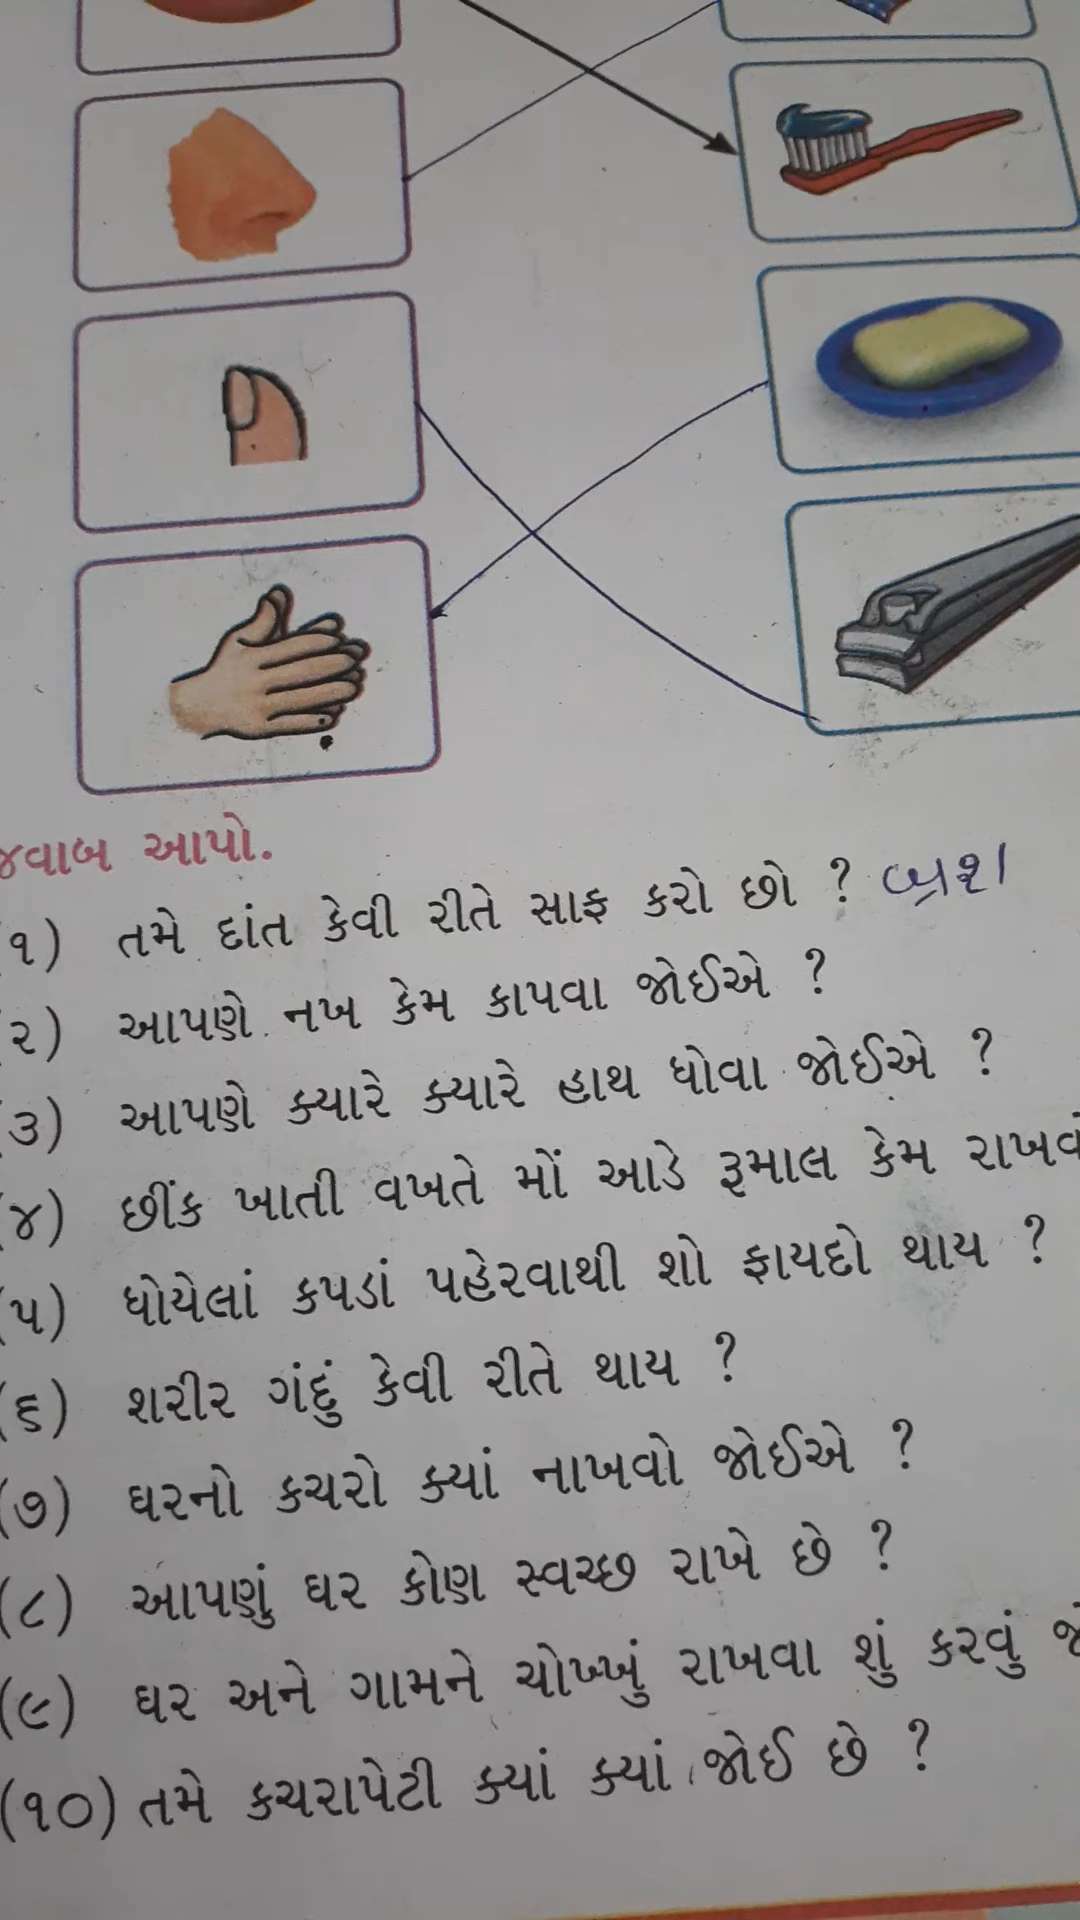 જવાબ આપો.
(૧) તમે દાંત કેવી રીતે સાફ કરો છો ? બ્રશ
(૨) આપણે નખ કેમ કાપવા જોઈએ ?
(૩) આપણે ક્યારે ક્યારે હાથ ધોવા જોઈએ ?
(૪) છીંક ખાતી વખતે મોં આડે રૂમાલ કેમ
(૫) ધોયેલાં કપડાં પહેરવાથી શો ફાયદો થાય ?
(૬) શરીર ગંદું કેવી રીતે થાય ?
(૭) ઘરનો કચરો ક્યાં નાખવો જોઈએ ?
(૮) આપણું ઘર કોણ સ્વચ્છ રાખે છે ?
(૯) ઘર અને ગામને ચોખ્ખું રાખવા શું કરવું
(૧૦) તમે કચરાપેટી ક્યાં ક્યાં જોઈ છે ?